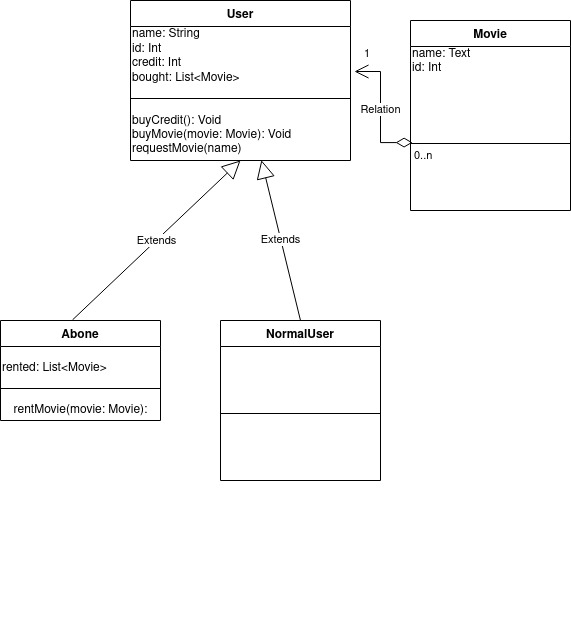 User
name: String
id: Int
credit: Int
bought: List<Movie>
buyCredit(): Void
buyMovie(movie: Movie): Void
requestMovie(name)
1
Relation
Movie
name: Text
id: Int
0..n
Extends
Extends
Abone
rented: List<Movie>
rentMovie(movie: Movie):
NormalUser